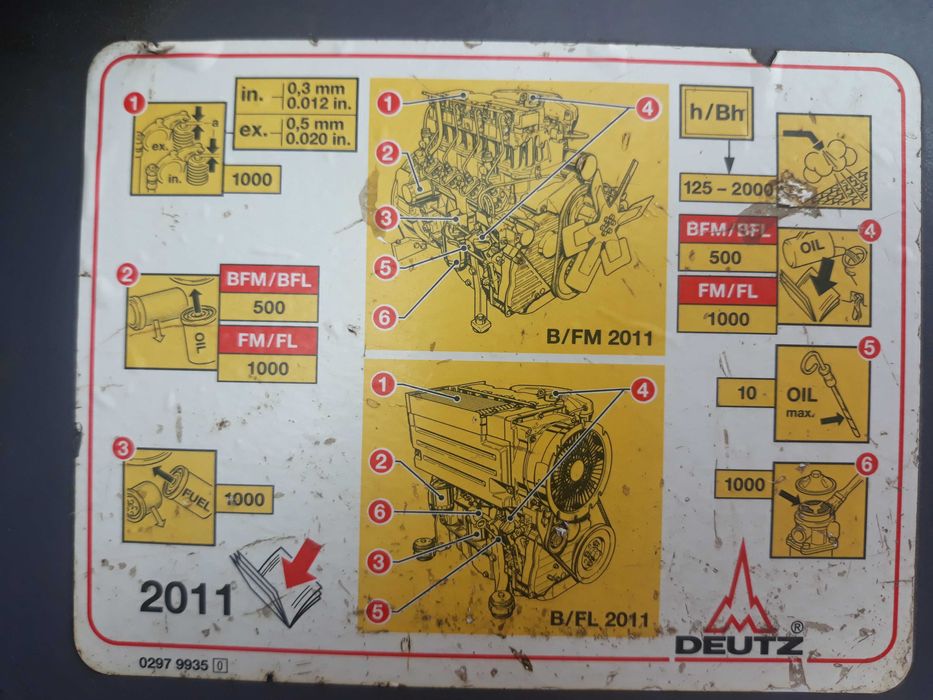 1
in. 0,3 mm
0.012 in.
ex. 0,5 mm
0.020 in.
a
ex.
in.
1000
2
BFM/BFL
500
OIL
FM/FL
1000
3
FUEL
1000
2011
0297 9935 0
1
4
2
3
5
6
B/FM 2011
1
4
2
6
3
5
B/FL 2011
h/Bh
125 – 2000
BFM/BFL
500
FM/FL
1000
4
OIL
5
10
OIL
max.
6
1000
DEUTZ ®